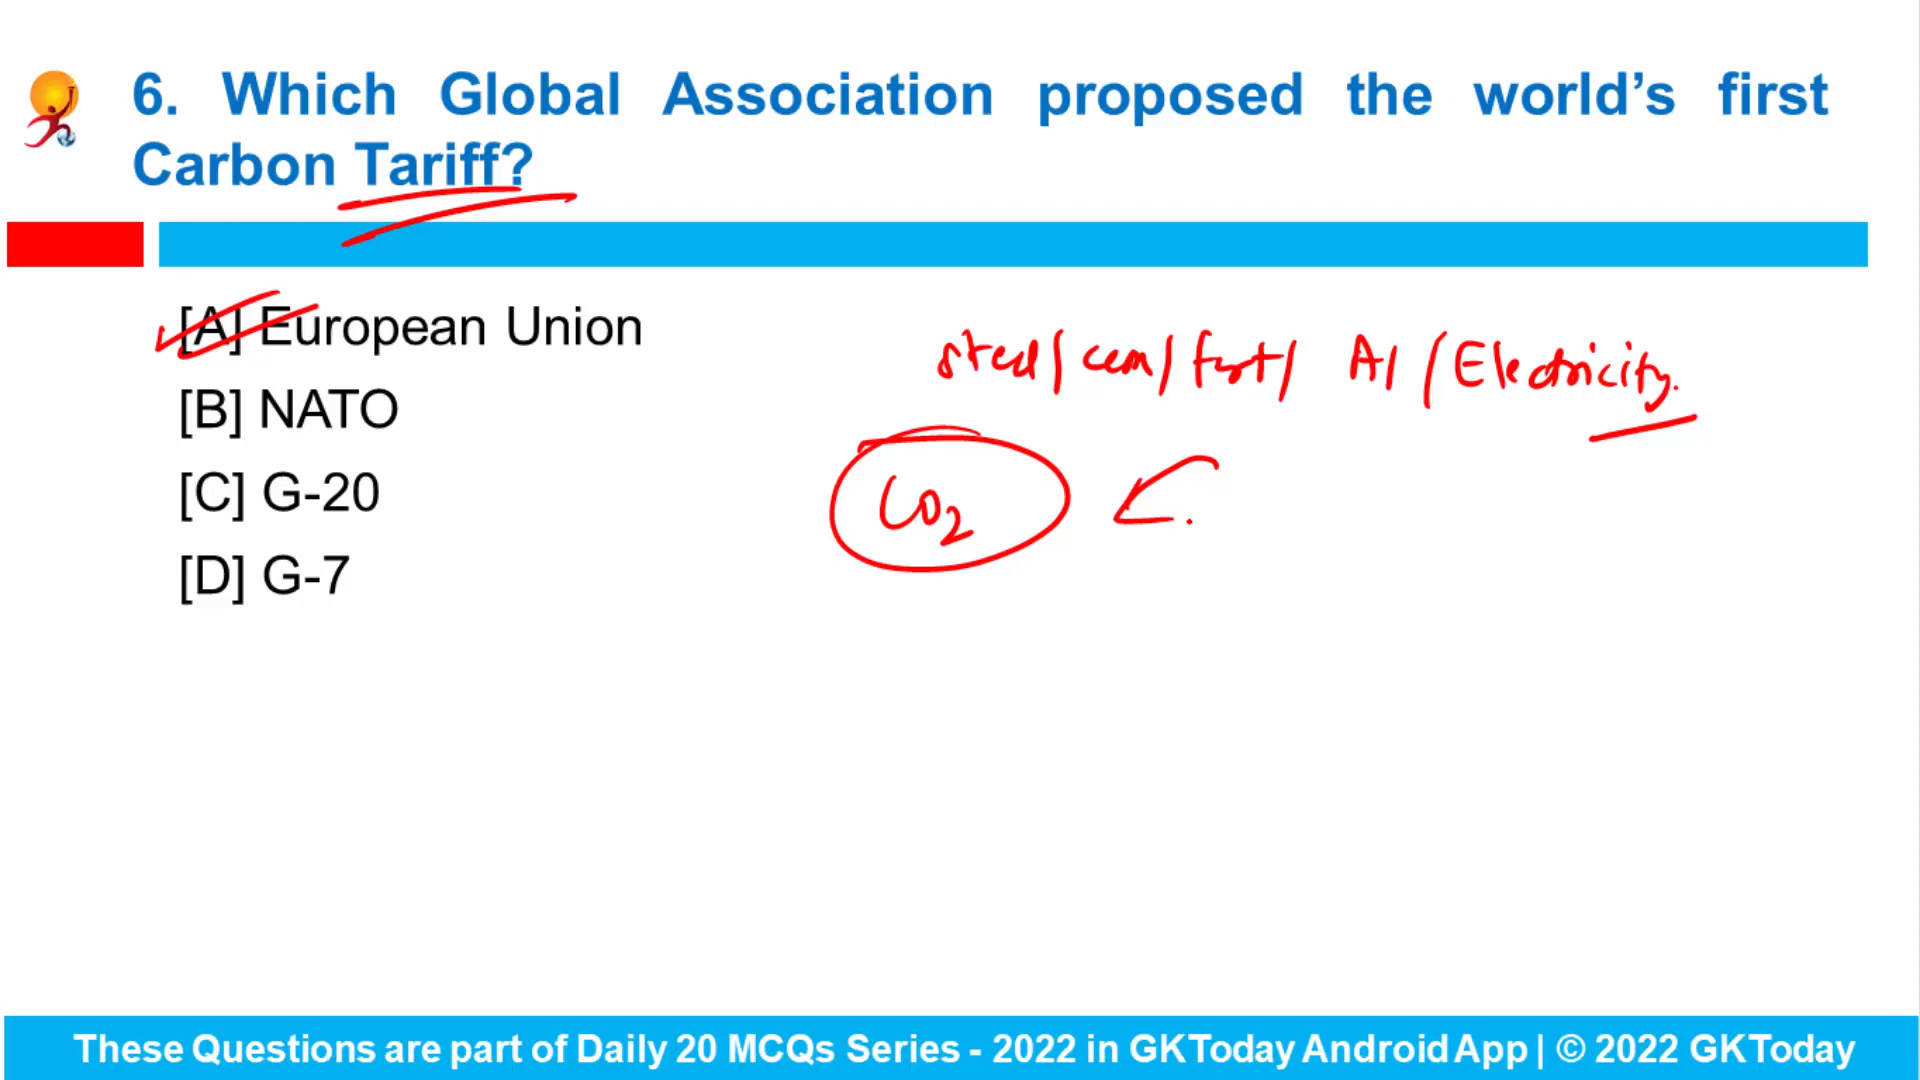 6. Which Global Association proposed the world’s first
Carbon Tariff?
[A] European Union
[B] NATO
[C] G-20
[D] G-7
steel/cem/fert/ Al/Electricity.
CO2
These Questions are part of Daily 20 MCQs Series - 2022 in GKToday Android App| © 2022 GKToday